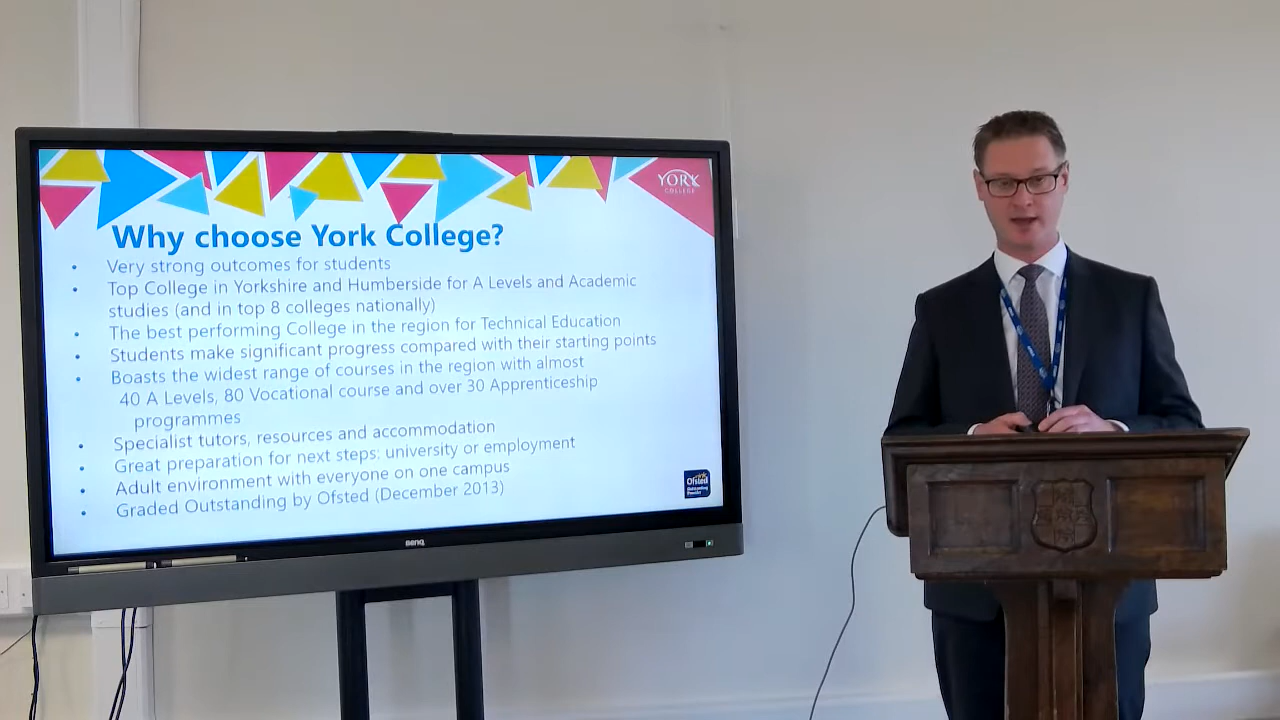 YORK
COLLEGE
Why choose York College?
• Very strong outcomes for students
• Top College in Yorkshire and Humberside for A Levels and Academic
studies (and in top 8 colleges nationally)
• The best performing College in the region for Technical Education
• Students make significant progress compared with their starting points
• Boasts the widest range of courses in the region with almost
40 A Levels, 80 Vocational course and over 30 Apprenticeship
programmes
• Specialist tutors, resources and accommodation
• Great preparation for next steps: university or employment
• Adult environment with everyone on one campus
• Graded Outstanding by Ofsted (December 2013)
Ofsted
Outstanding
Provider
BenQ